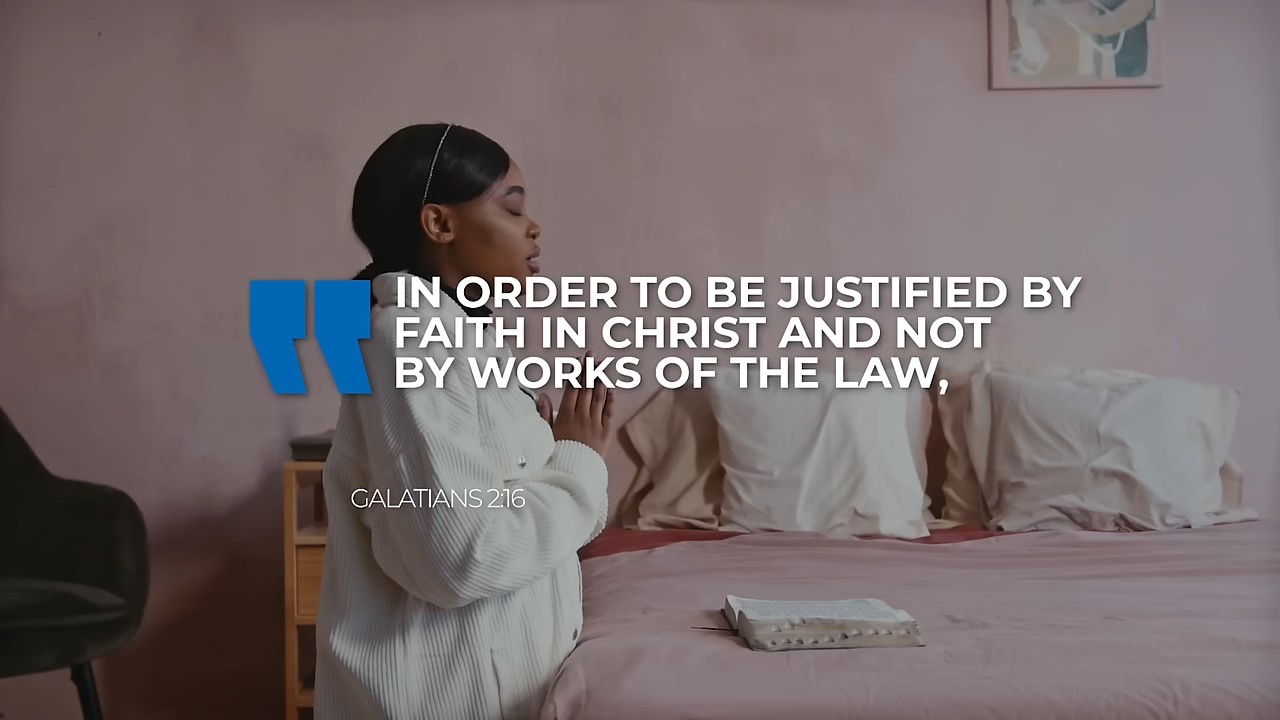 IN ORDER TO BE JUSTIFIED BY
FAITH IN CHRIST AND NOT
BY WORKS OF THE LAW,
GALATIANS 2:16